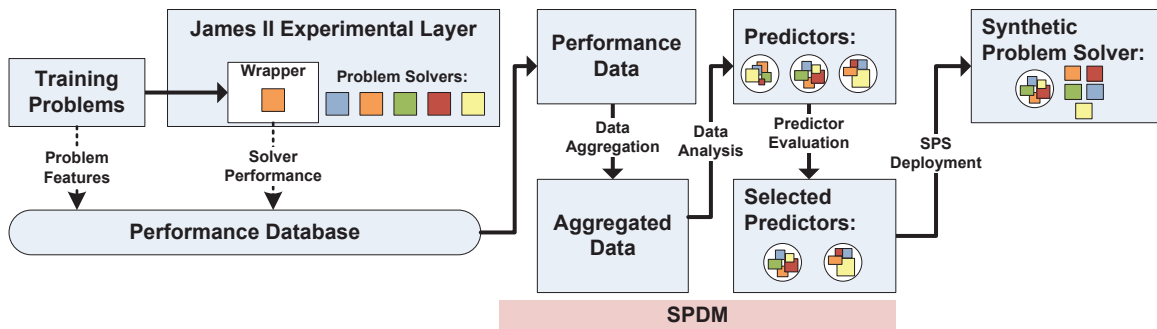 James II Experimental Layer
Training
Problems
Wrapper
Problem Solvers:
Problem
Features
Solver
Performance
Performance Database
Performance
Data
Data
Aggregation
Aggregated
Data
Data
Analysis
Predictors:
Predictor
Evaluation
Selected
Predictors:
SPS
Deployment
Synthetic
Problem Solver:
SPDM